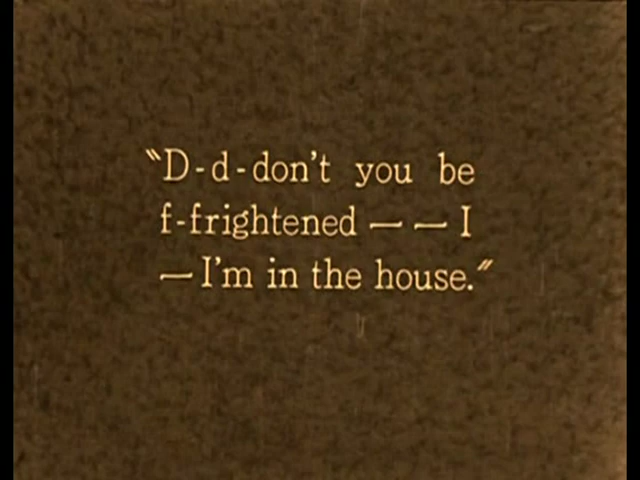 "D-d-don't you be
f-frightened — — I
— I'm in the house."